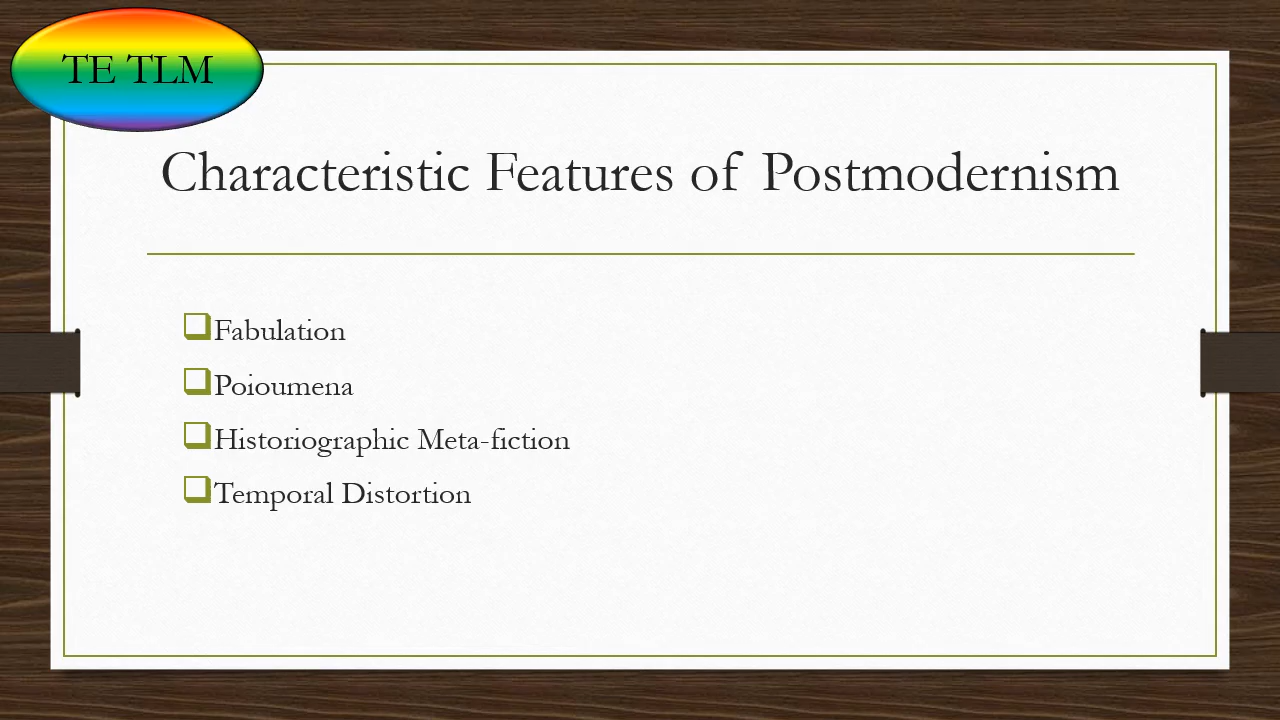 TE TLM
Characteristic Features of Postmodernism
Fabulation
Poioumena
Historiographic Meta-fiction
Temporal Distortion